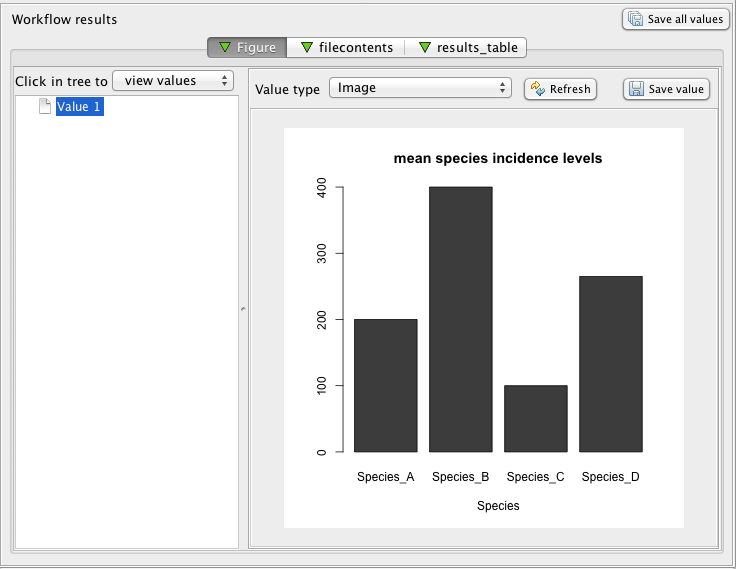 Workflow results
Save all values
Figure filecontents results_table
Click in tree to view values
Value 1
Value type Image Refresh Save value
mean species incidence levels
400
300
200
100
0
Species_A Species_B Species_C Species_D
Species